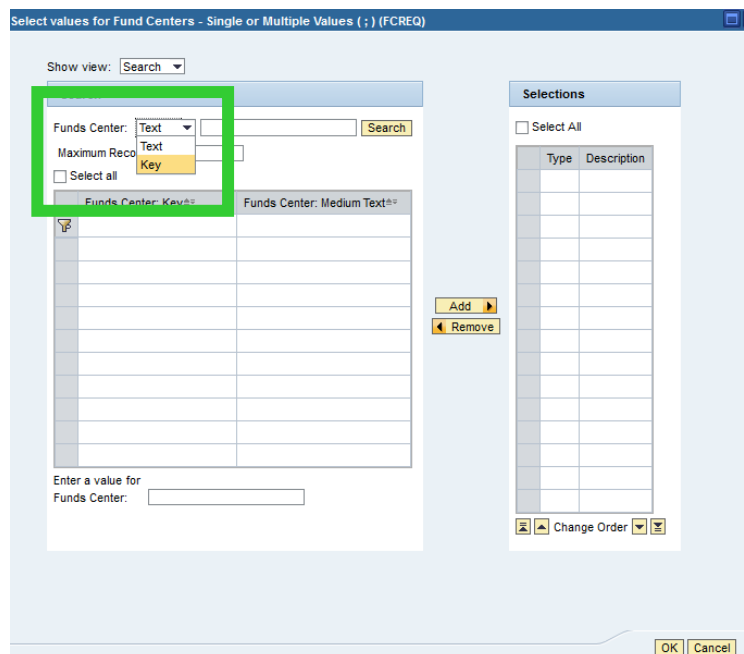 Select values for Fund Centers - Single or Multiple Values ( ; ) (FCREQ)
Show view: Search
Selections
Funds Center: Text Search
Select All
Text
Maximum Reco
Key
Select all
Type Description
Funds Center: Key Funds Center: Medium Text
Add
Remove
Enter a value for
Funds Center:
Change Order
OK Cancel